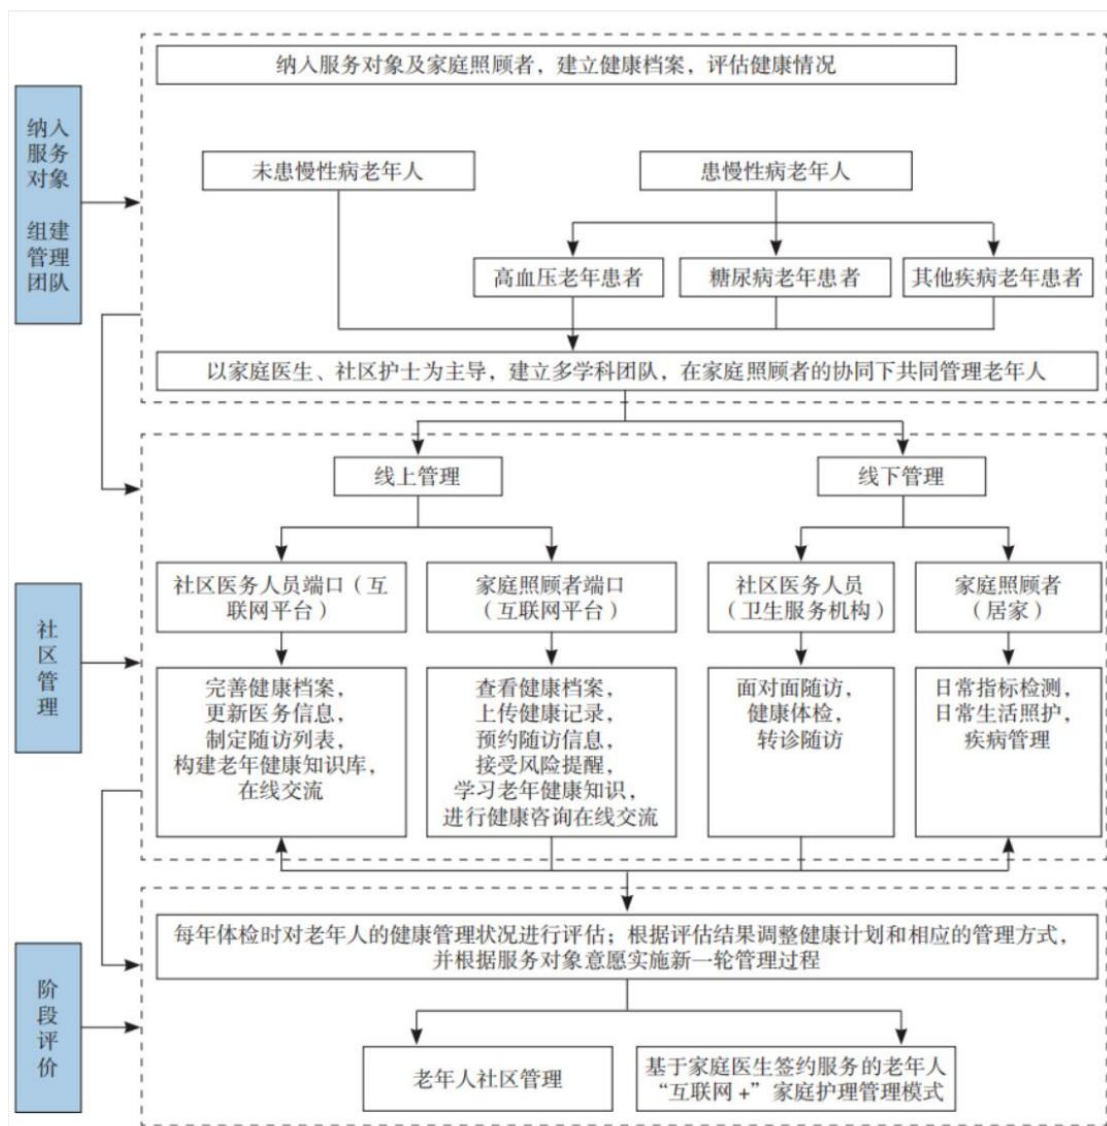 纳入服务对象及家庭照顾者，建立健康档案，评估健康情况
纳入
服务
对象
组建
管理
团队
未患慢性病老年人
患慢性病老年人
高血压老年患者
糖尿病老年患者
其他疾病老年患者
以家庭医生、社区护士为主导，建立多学科团队，在家庭照顾者的协同下共同管理老年人
线上管理
线下管理
社
区
管
理
社区医务人员端口（互
联网平台）
家庭照顾者端口
（互联网平台）
社区医务人员
（卫生服务机构）
家庭照顾者
（居家）
完善健康档案，
更新医务信息，
制定随访列表，
构建老年健康知识库，
在线交流
查看健康档案，
上传健康记录，
预约随访信息，
接受风险提醒，
学习老年健康知识，
进行健康咨询在线交流
面对面随访，
健康体检，
转诊随访
日常指标检测，
日常生活照护，
疾病管理
阶
段
评
价
每年体检时对老年人的健康管理状况进行评估；根据评估结果调整健康计划和相应的管理方式，
并根据服务对象意愿实施新一轮管理过程
老年人社区管理
基于家庭医生签约服务的老年人
“互联网 +”家庭护理管理模式